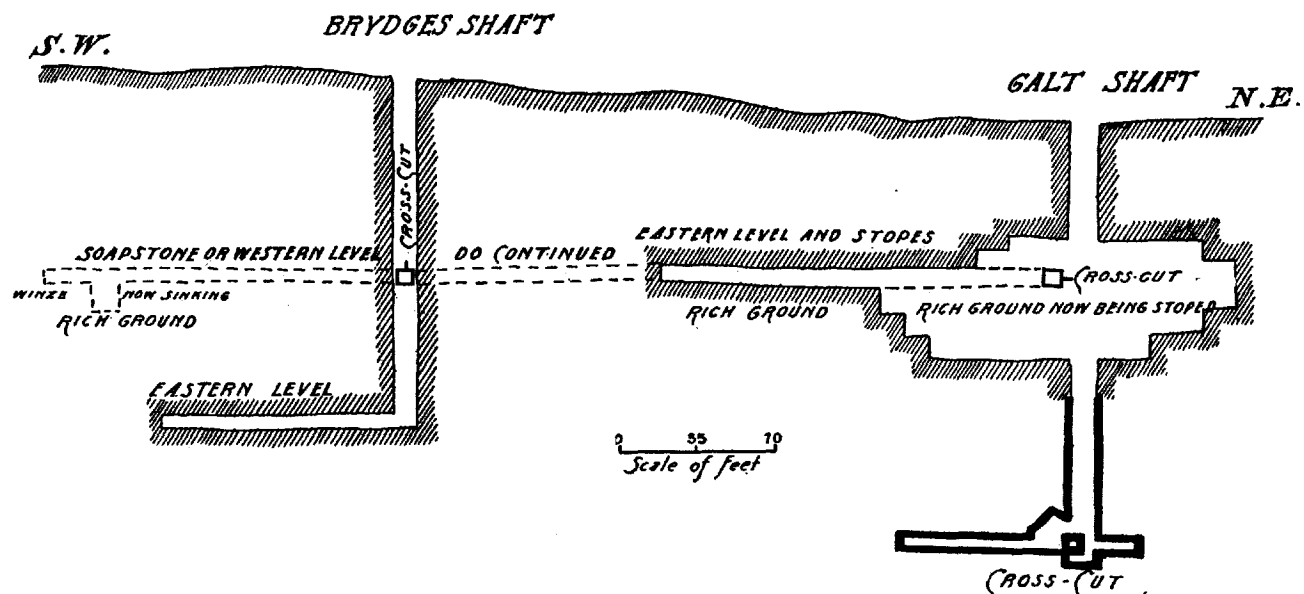 BRYDGES SHAFT
S.W.
GALT SHAFT
N.E.
CROSS-CUT
SOAPSTONE OR WESTERN LEVEL
DO CONTINUED
EASTERN LEVEL AND STOPES
CROSS-CUT
WINZE
NOW SINKING
RICH GROUND
RICH GROUND
RICH GROUND NOW BEING STOPED
EASTERN LEVEL
0 35 70
Scale of Feet
CROSS-CUT